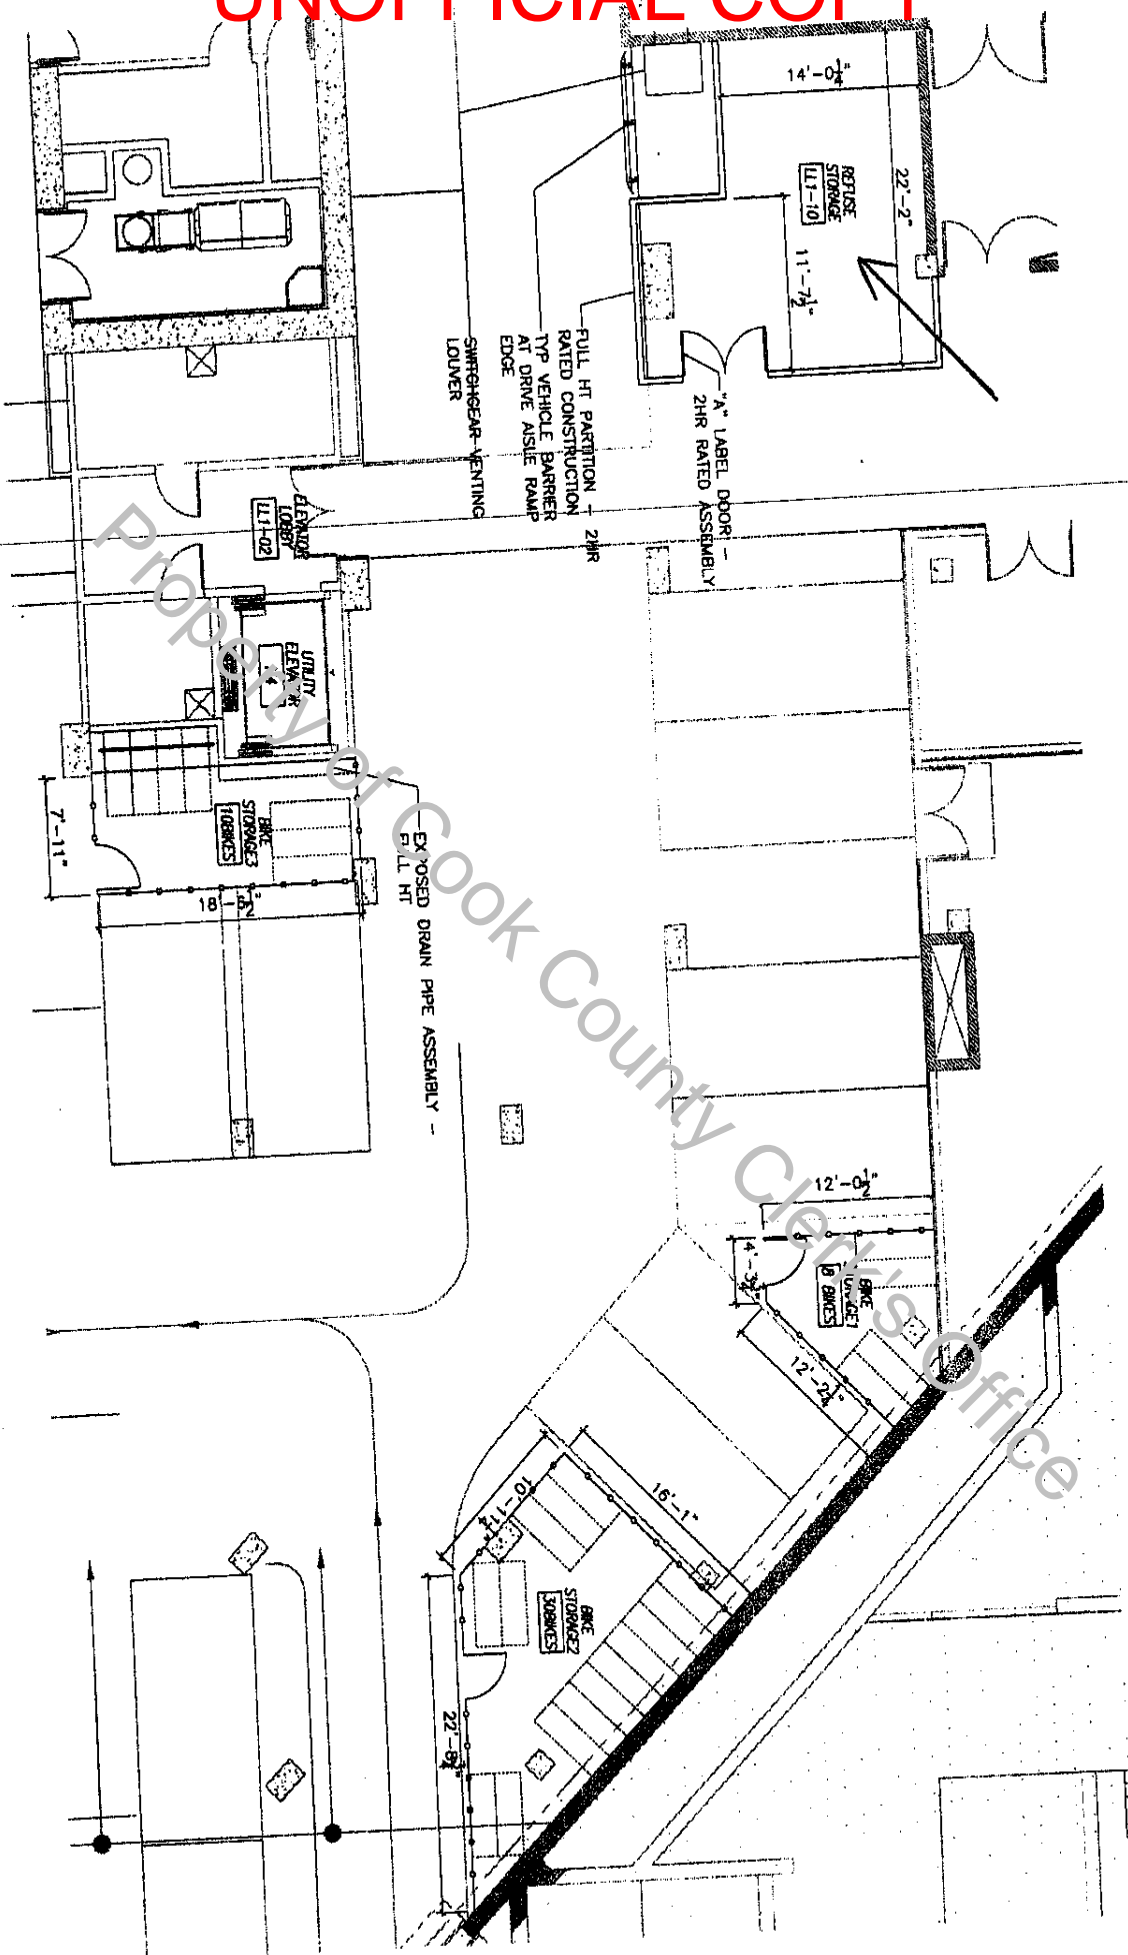 UNOFFICIAL COPY
14'-0¼"
22'-2"
REFUSE
STORAGE
LL1-10
11'-7½"
"A" LABEL DOOR -
2HR RATED ASSEMBLY
FULL HT PARTITION - 2HR
RATED CONSTRUCTION
TYP VEHICLE BARRIER
AT DRIVE AISLE RAMP
EDGE
SWITCHGEAR VENTING
LOUVER
ELEVATOR
LOBBY
LL1-02
UTILITY
ELEVATOR
4
EXPOSED DRAIN PIPE ASSEMBLY -
FULL HT
BIKE
STORAGE3
10BIKES
7'-11"
18'-6½"
12'-0½"
BIKE
STORAGE1
8 BIKES
12'-2¼"
16'-1"
BIKE
STORAGE2
30BIKES
Property of Cook County Clerk's Office